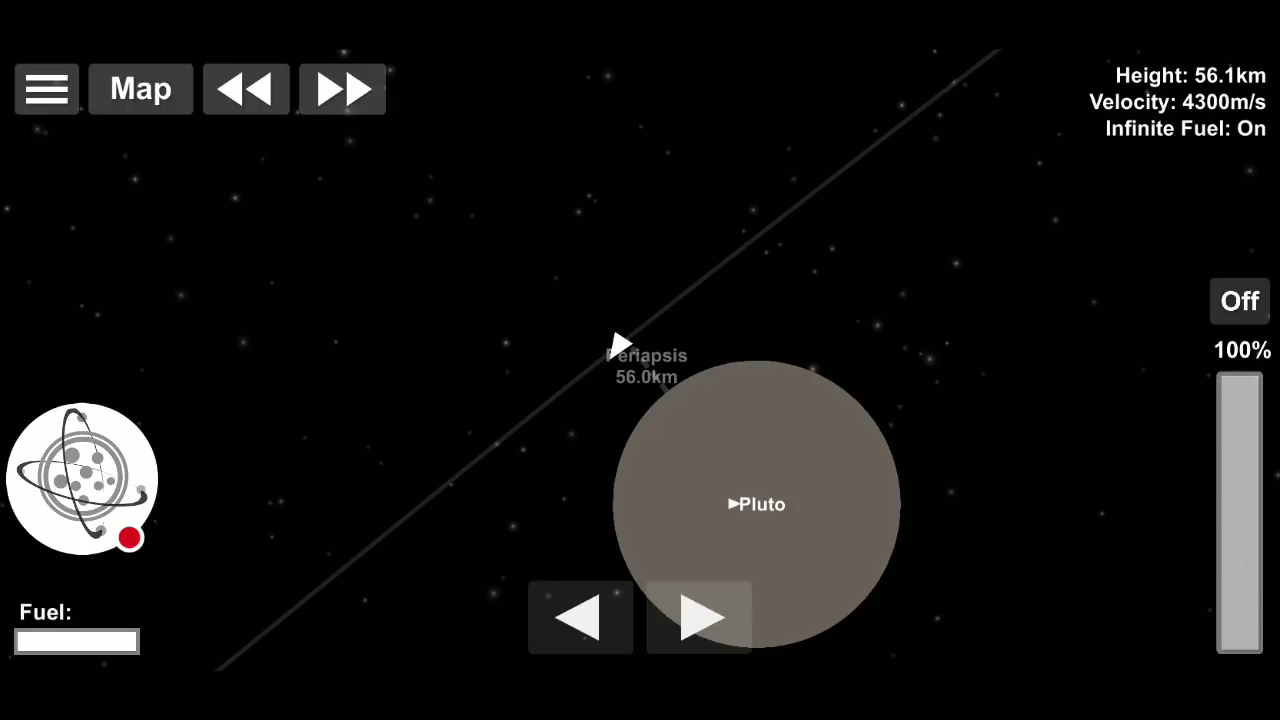 Map
Height: 56.1km
Velocity: 4300m/s
Infinite Fuel: On
Off
100%
Periapsis
56.0km
Pluto
Fuel: